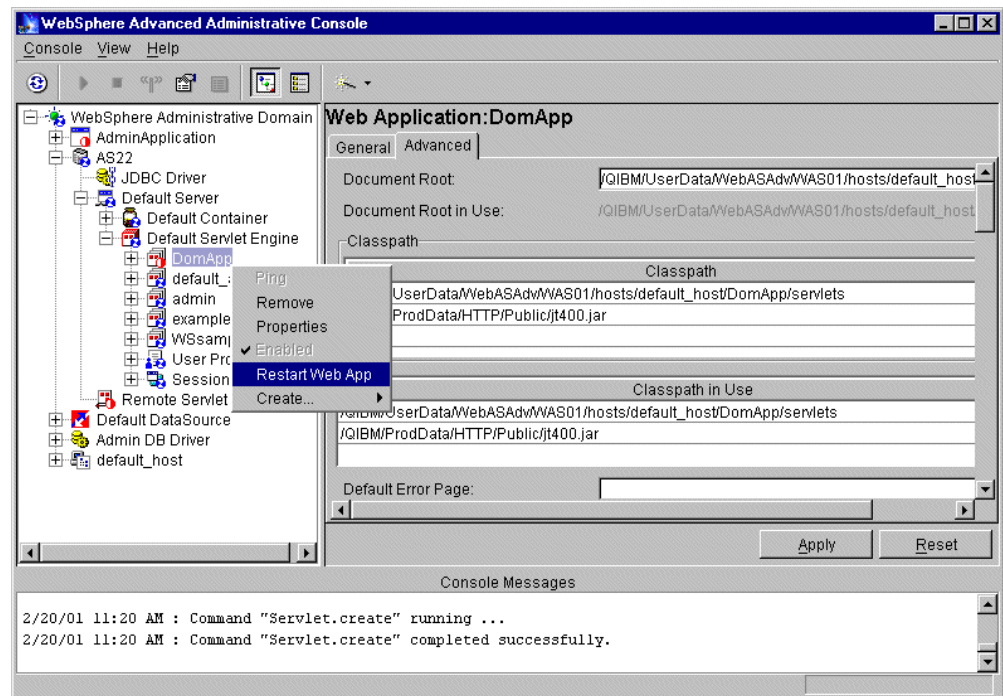 WebSphere Advanced Administrative Console
Console View Help
WebSphere Administrative Domain
AdminApplication
AS22
JDBC Driver
Default Server
Default Container
Default Servlet Engine
DomApp
default_
admin
example
WSsamp
User Pro
Session
Remote Servlet
Default DataSource
Admin DB Driver
default_host
Ping
Remove
Properties
Enabled
Restart Web App
Create...
Web Application:DomApp
General Advanced
Document Root: /QIBM/UserData/WebASAdv/WAS01/hosts/default_host
Document Root in Use: /QIBM/UserData/WebASAdv/WAS01/hosts/default_host
Classpath
Classpath
UserData/WebASAdv/WAS01/hosts/default_host/DomApp/servlets
ProdData/HTTP/Public/jt400.jar
Classpath in Use
/QIBM/UserData/WebASAdv/WAS01/hosts/default_host/DomApp/servlets
/QIBM/ProdData/HTTP/Public/jt400.jar
Default Error Page:
Apply Reset
Console Messages
2/20/01 11:20 AM : Command "Servlet.create" running ...
2/20/01 11:20 AM : Command "Servlet.create" completed successfully.